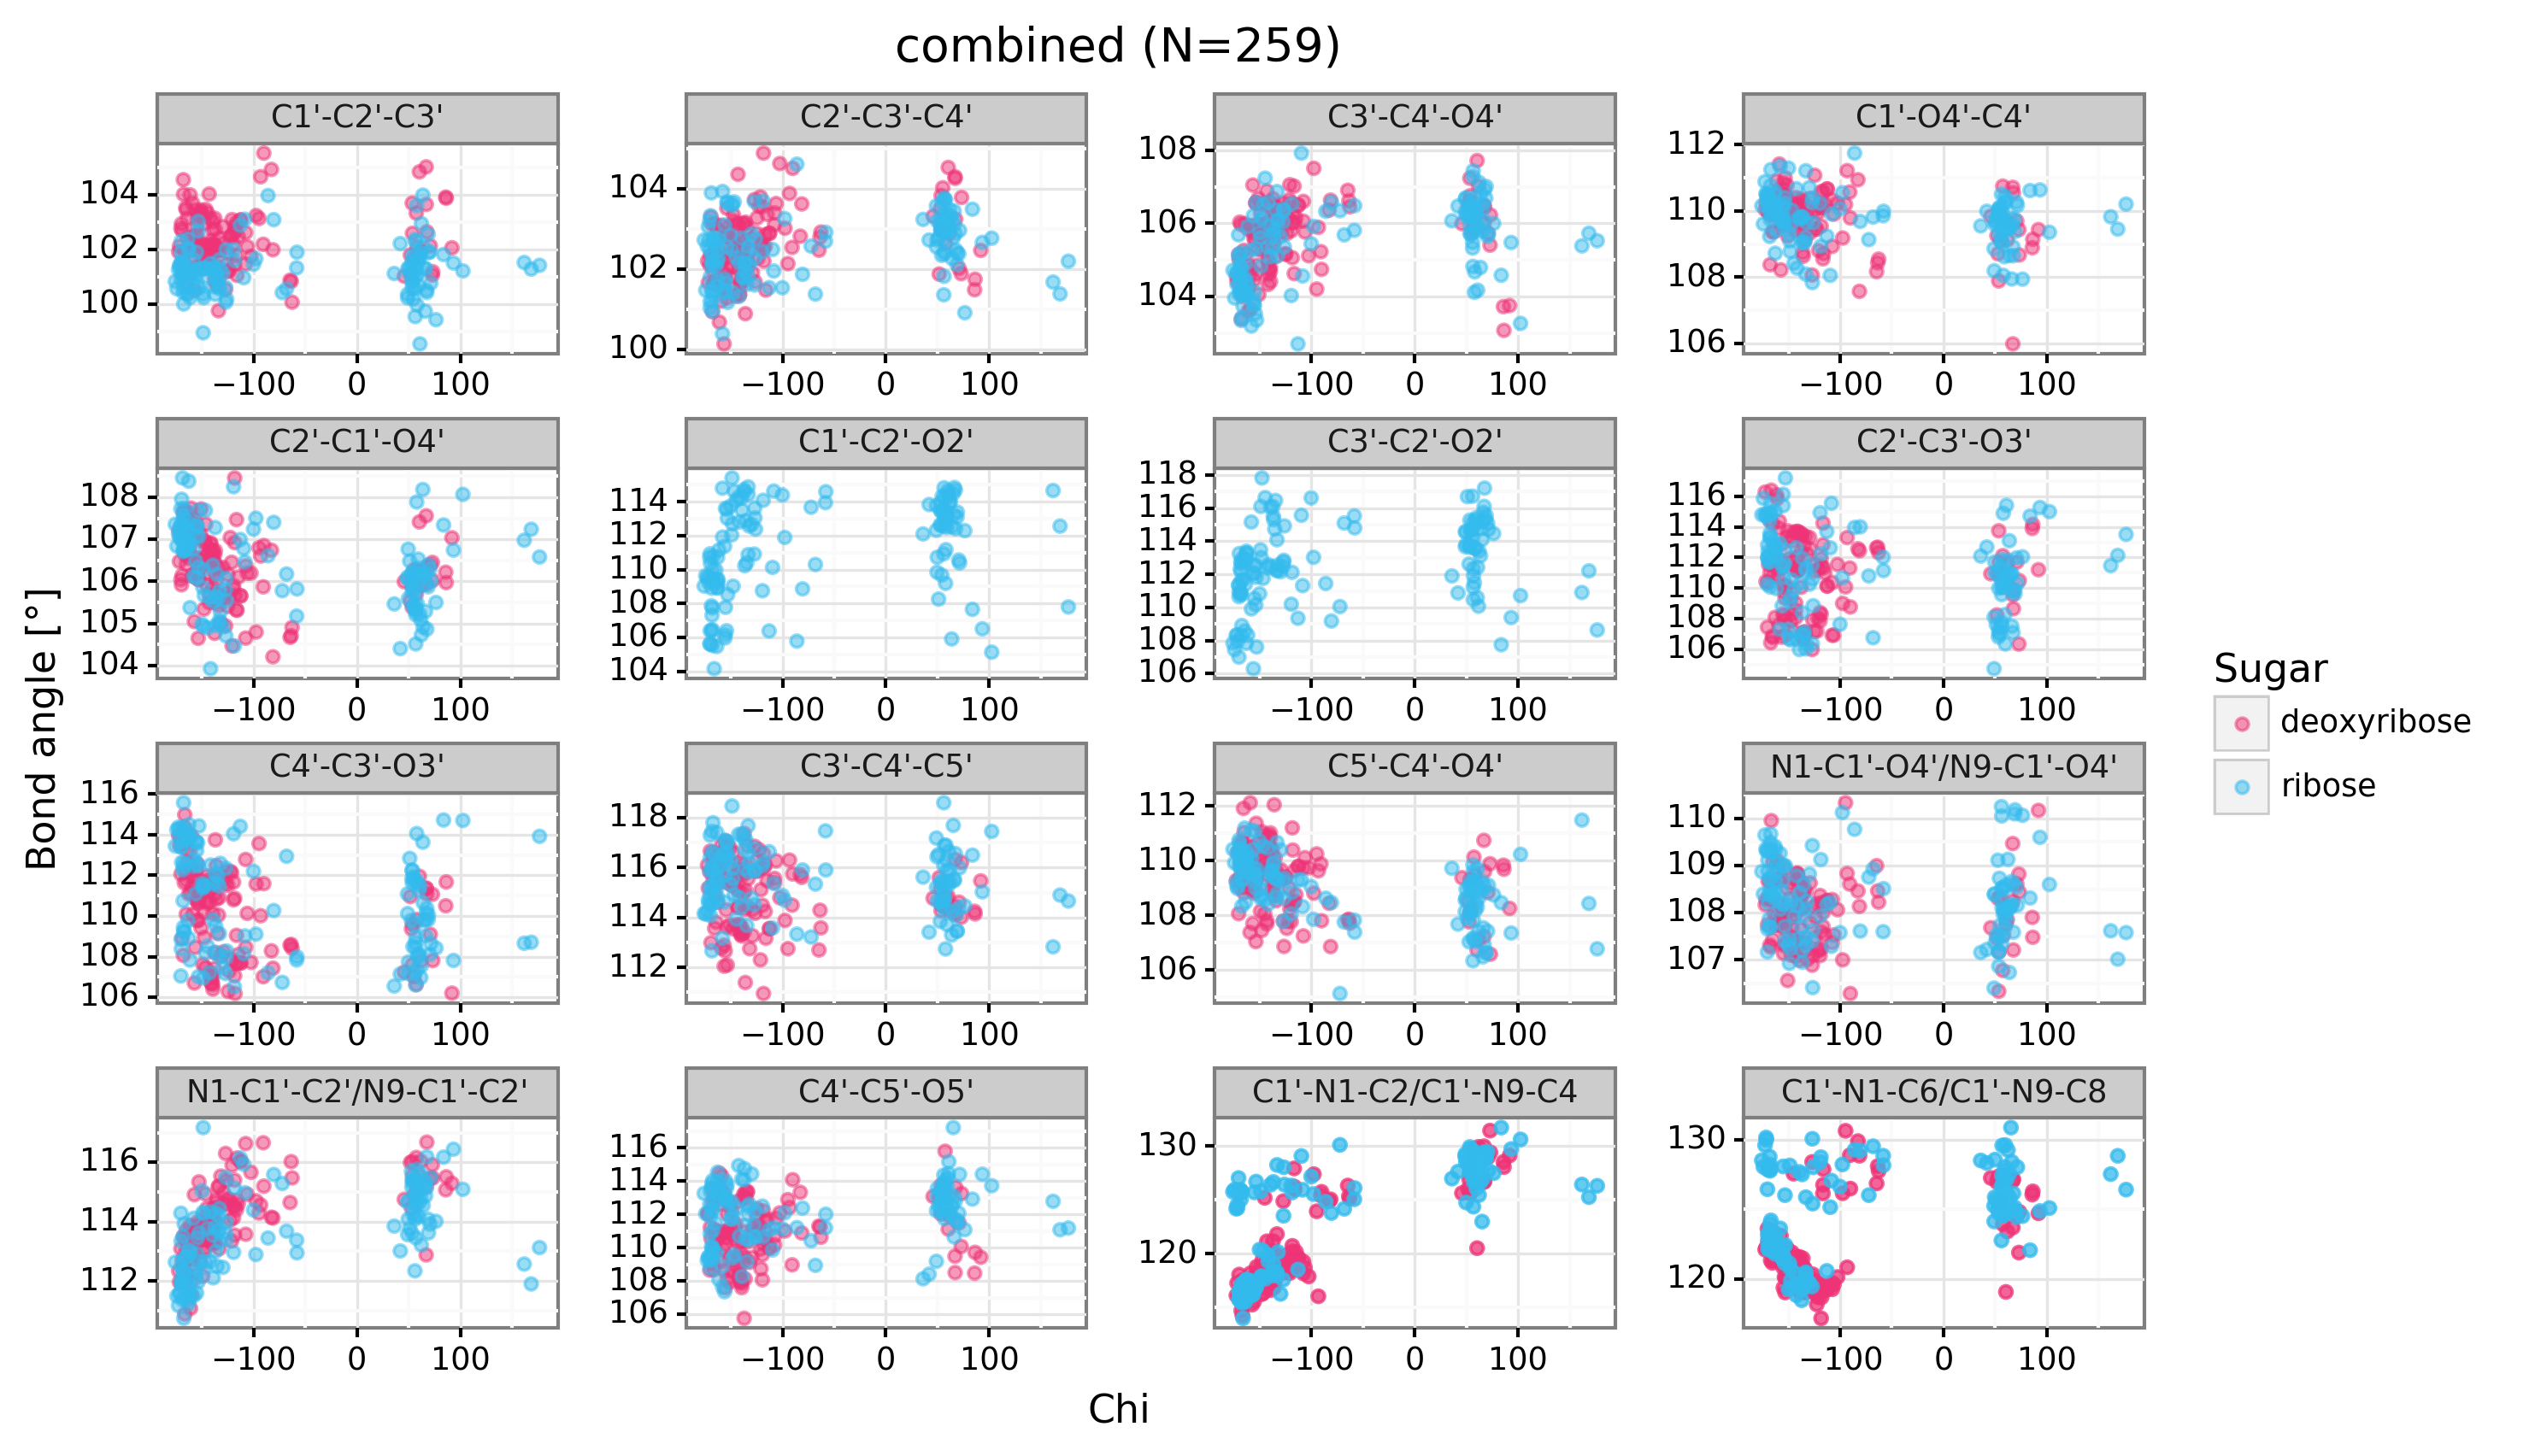 combined (N=259)
C1'-C2'-C3'
C2'-C3'-C4'
C3'-C4'-O4'
C1'-O4'-C4'
104
102
100
104
102
100
108
106
104
112
110
108
106
−100 0 100
−100 0 100
−100 0 100
−100 0 100
C2'-C1'-O4'
C1'-C2'-O2'
C3'-C2'-O2'
C2'-C3'-O3'
108
107
106
105
104
114
112
110
108
106
104
118
116
114
112
110
108
106
116
114
112
110
108
106
−100 0 100
−100 0 100
−100 0 100
−100 0 100
C4'-C3'-O3'
C3'-C4'-C5'
C5'-C4'-O4'
N1-C1'-O4'/N9-C1'-O4'
116
114
112
110
108
106
118
116
114
112
112
110
108
106
110
109
108
107
−100 0 100
−100 0 100
−100 0 100
−100 0 100
N1-C1'-C2'/N9-C1'-C2'
C4'-C5'-O5'
C1'-N1-C2/C1'-N9-C4
C1'-N1-C6/C1'-N9-C8
116
114
112
116
114
112
110
108
106
130
120
130
120
−100 0 100
−100 0 100
−100 0 100
−100 0 100
Bond angle [°]
Chi
Sugar
deoxyribose
ribose